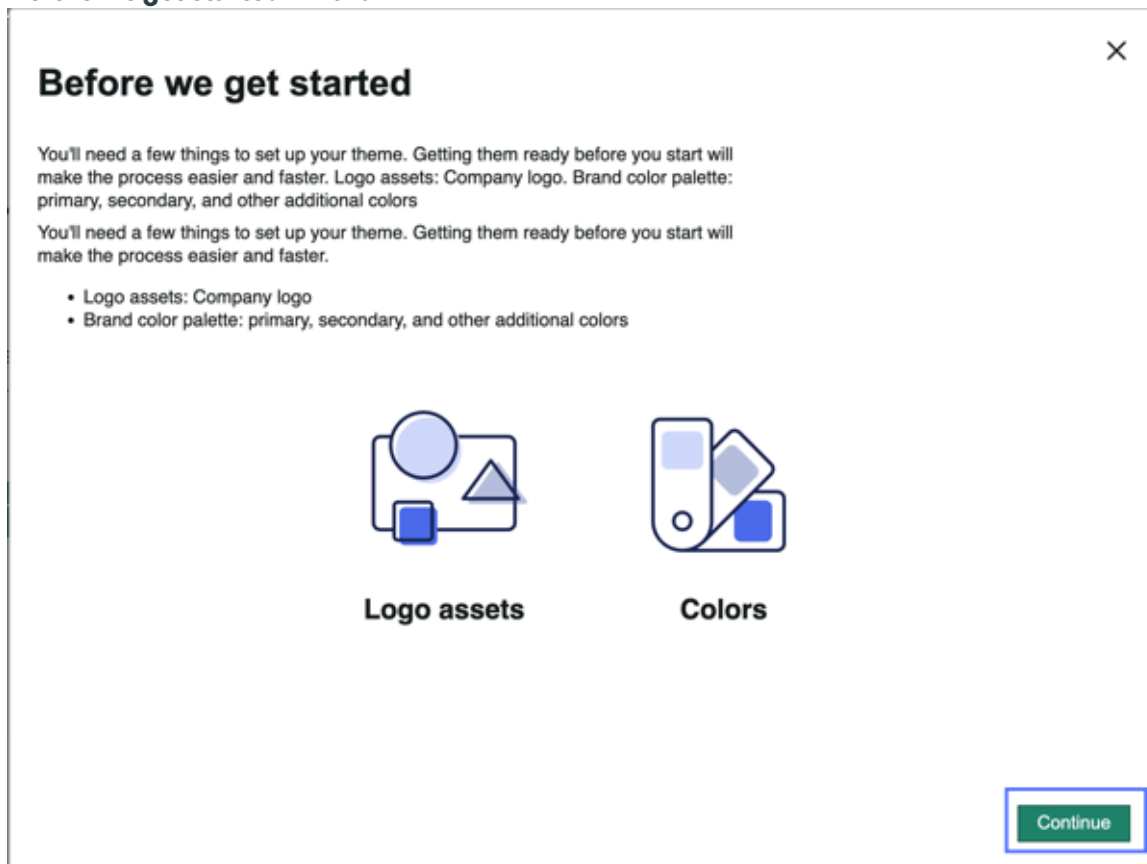 Before we get started
You'll need a few things to set up your theme. Getting them ready before you start will
make the process easier and faster. Logo assets: Company logo. Brand color palette:
primary, secondary, and other additional colors
You'll need a few things to set up your theme. Getting them ready before you start will
make the process easier and faster.
• Logo assets: Company logo
• Brand color palette: primary, secondary, and other additional colors
Logo assets
Colors
Continue